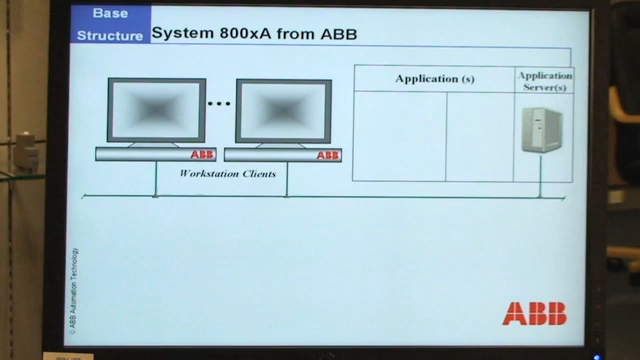 Base
Structure
System 800xA from ABB
Application (s)
Application
Server(s)
ABB
ABB
Workstation Clients
© ABB Automation Technology
ABB